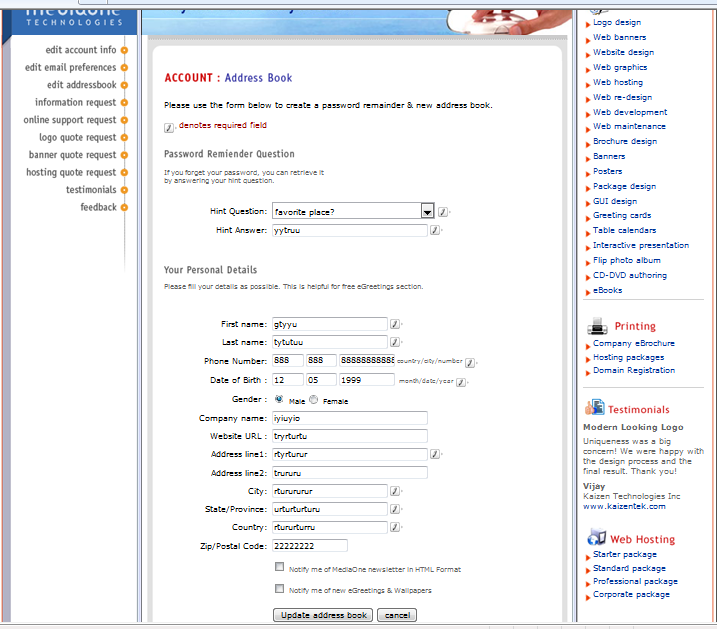 TECHNOLOGIES
edit account info
edit email preferences
edit addressbook
information request
online support request
logo quote request
banner quote request
hosting quote request
testimonials
feedback
ACCOUNT : Address Book
Please use the form below to create a password remainder & new address book.
denotes required field
Password Remiender Question
If you forget your password, you can retrieve it
by answering your hint question.
Hint Question: favorite place?
Hint Answer: yytruu
Your Personal Details
Please fill your details as possible. This is helpful for free eGreetings section.
First name: gtyyu
Last name: tytutuu
Phone Number: 888 888 88888888888 country/city/number
Date of Birth : 12 05 1999 month/date/year
Gender : Male Female
Company name: iyiuyio
Website URL : tryrturtu
Address line1: rtyrturur
Address line2: trururu
City: rturururur
State/Province: urturturturu
Country: rtururturru
Zip/Postal Code: 22222222
Notify me of MediaOne newsletter in HTML Format
Notify me of new eGreetings & Wallpapers
Update address book cancel
Logo design
Web banners
Website design
Web graphics
Web hosting
Web re-design
Web development
Web maintenance
Brochure design
Banners
Posters
Package design
GUI design
Greeting cards
Table calendars
Interactive presentation
Flip photo album
CD-DVD authoring
eBooks
Printing
Company eBrochure
Hosting packages
Domain Registration
Testimonials
Modern Looking Logo
Uniqueness was a big
concern! We were happy with
the design process and the
final result. Thank you!
Vijay
Kaizen Technologies Inc
www.kaizentek.com
Web Hosting
Starter package
Standard package
Professional package
Corporate package